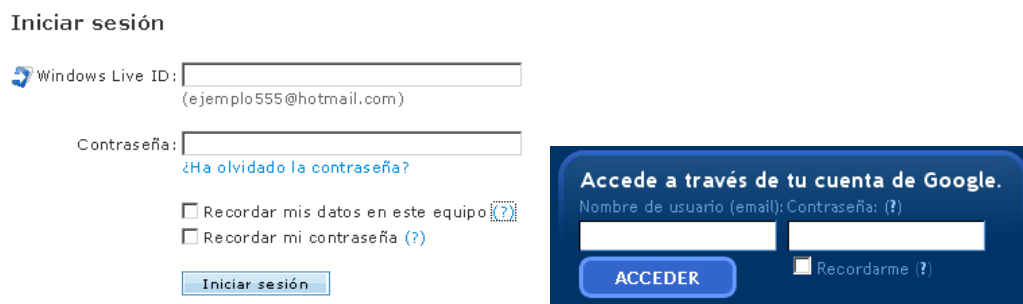 Iniciar sesión
Windows Live ID:
(ejemplo555@hotmail.com)
Contraseña:
¿Ha olvidado la contraseña?
Recordar mis datos en este equipo (?)
Recordar mi contraseña (?)
Iniciar sesión
Accede a través de tu cuenta de Google.
Nombre de usuario (email): Contraseña: (?)
ACCEDER
Recordarme (?)